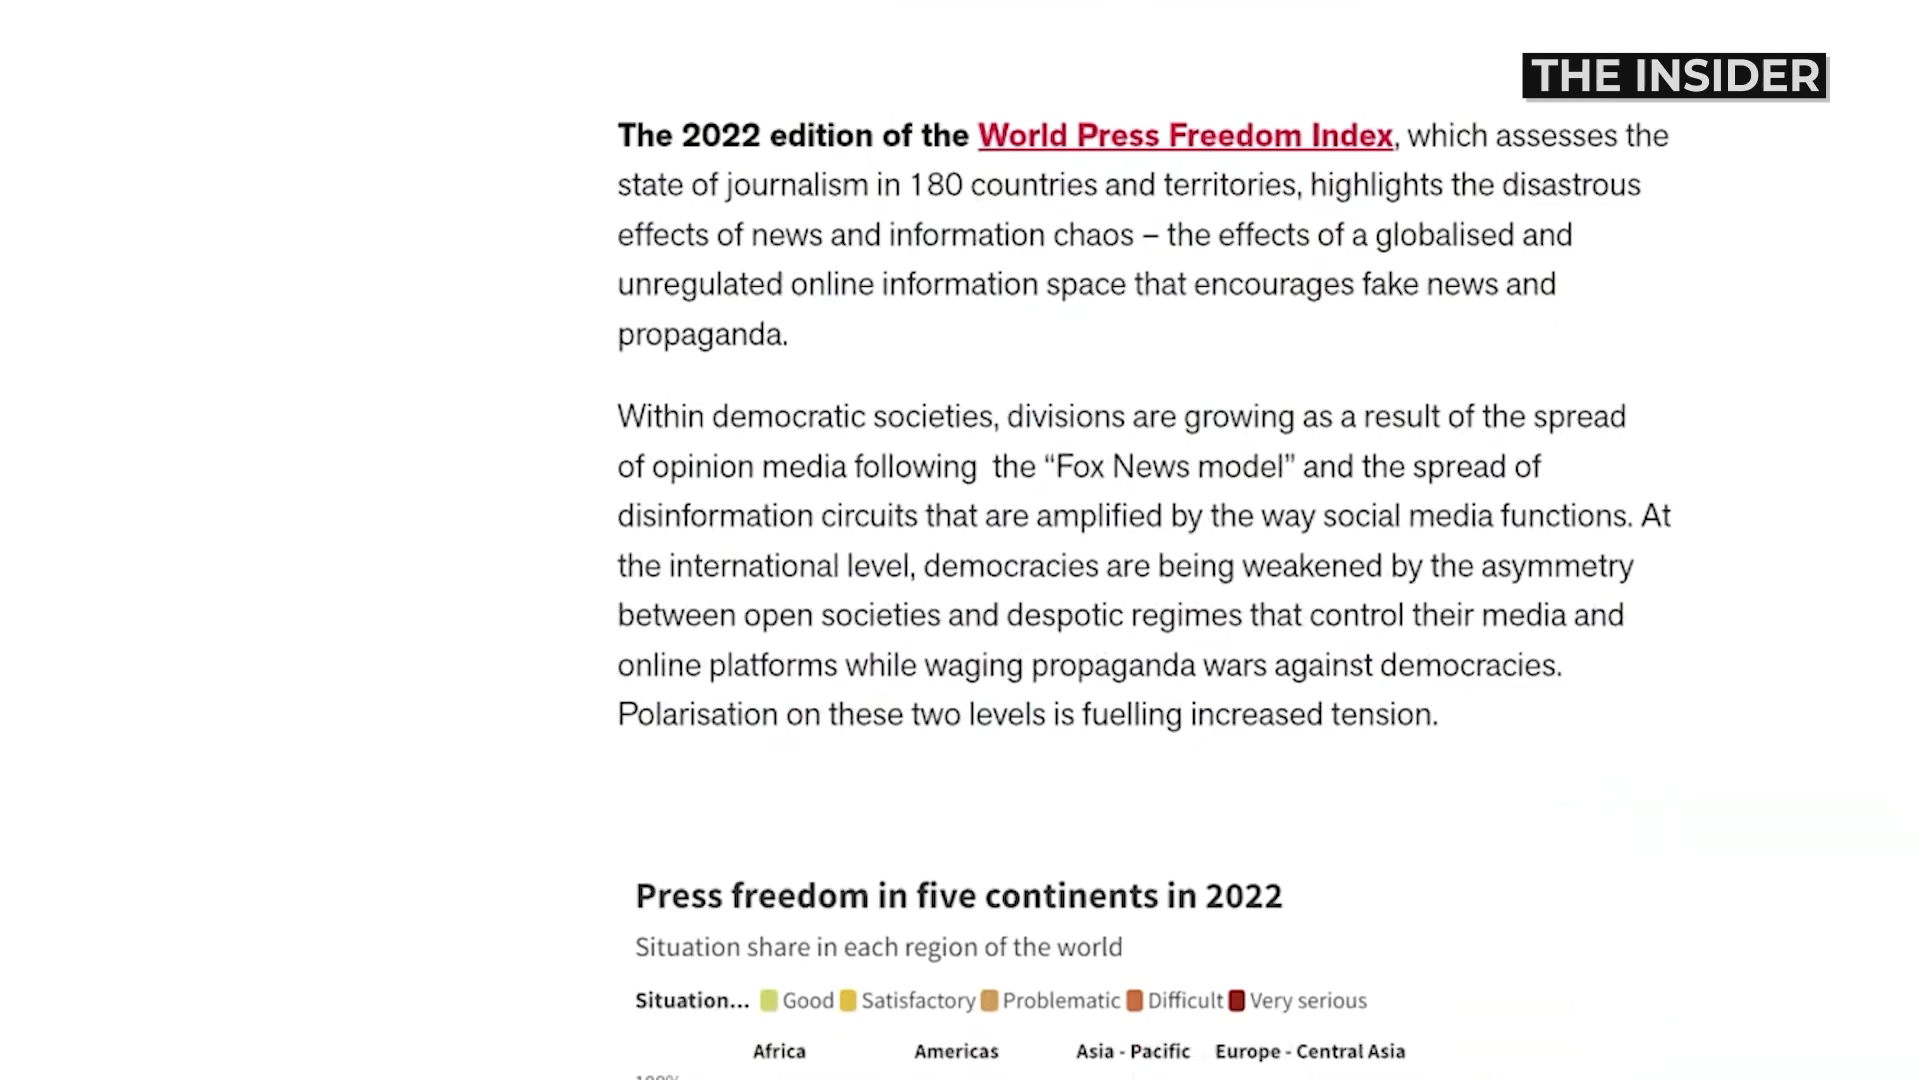 THE INSIDER
The 2022 edition of the World Press Freedom Index, which assesses the
state of journalism in 180 countries and territories, highlights the disastrous
effects of news and information chaos – the effects of a globalised and
unregulated online information space that encourages fake news and
propaganda.
Within democratic societies, divisions are growing as a result of the spread
of opinion media following  the “Fox News model” and the spread of
disinformation circuits that are amplified by the way social media functions. At
the international level, democracies are being weakened by the asymmetry
between open societies and despotic regimes that control their media and
online platforms while waging propaganda wars against democracies.
Polarisation on these two levels is fuelling increased tension.
Press freedom in five continents in 2022
Situation share in each region of the world
Situation... Good Satisfactory Problematic Difficult Very serious
Africa Americas Asia - Pacific Europe - Central Asia